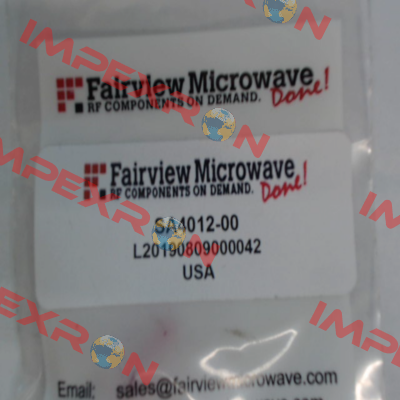 Fairview Microwave
RF COMPONENTS ON DEMAND. Done!
Fairview Microwave
RF COMPONENTS ON DEMAND. Done!
SA4012-00
L20190809000042
USA
Email: sales@fairviewmicrowave.com
IMPEXRON
IMPEXRON